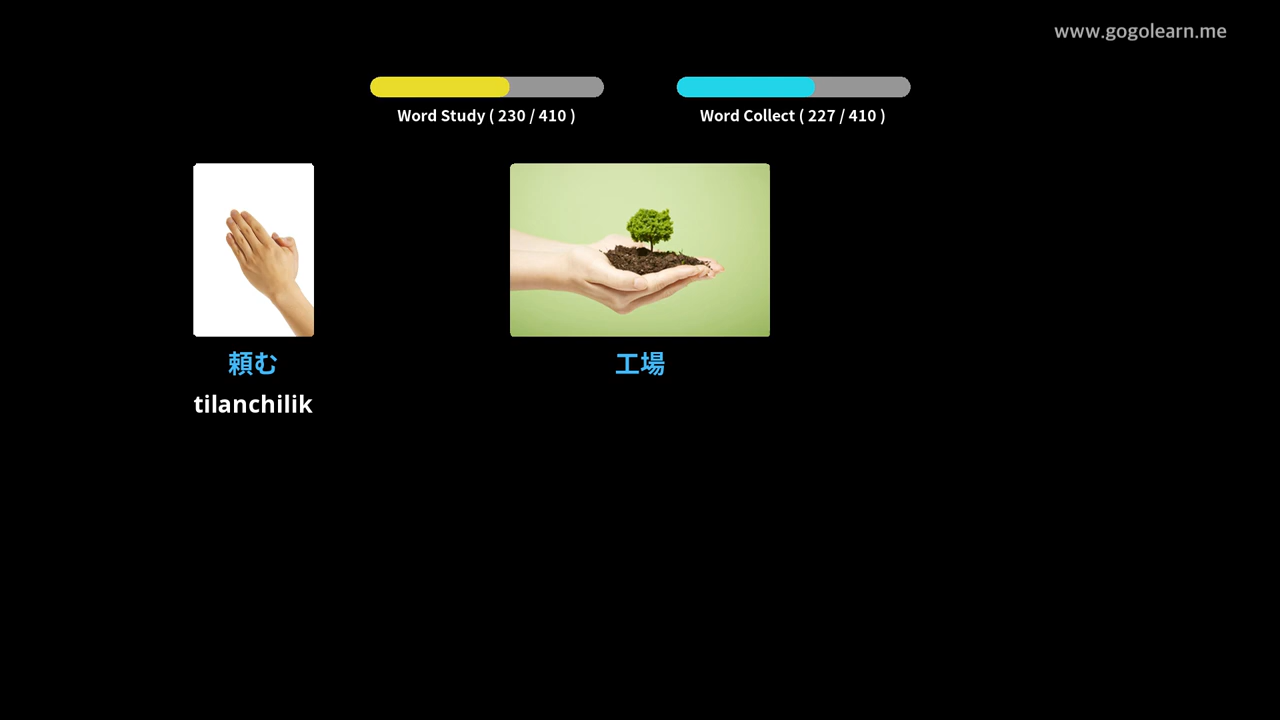 www.gogolearn.me
Word Study ( 230 / 410 )
Word Collect ( 227 / 410 )
頼む
tilanchilik
工場